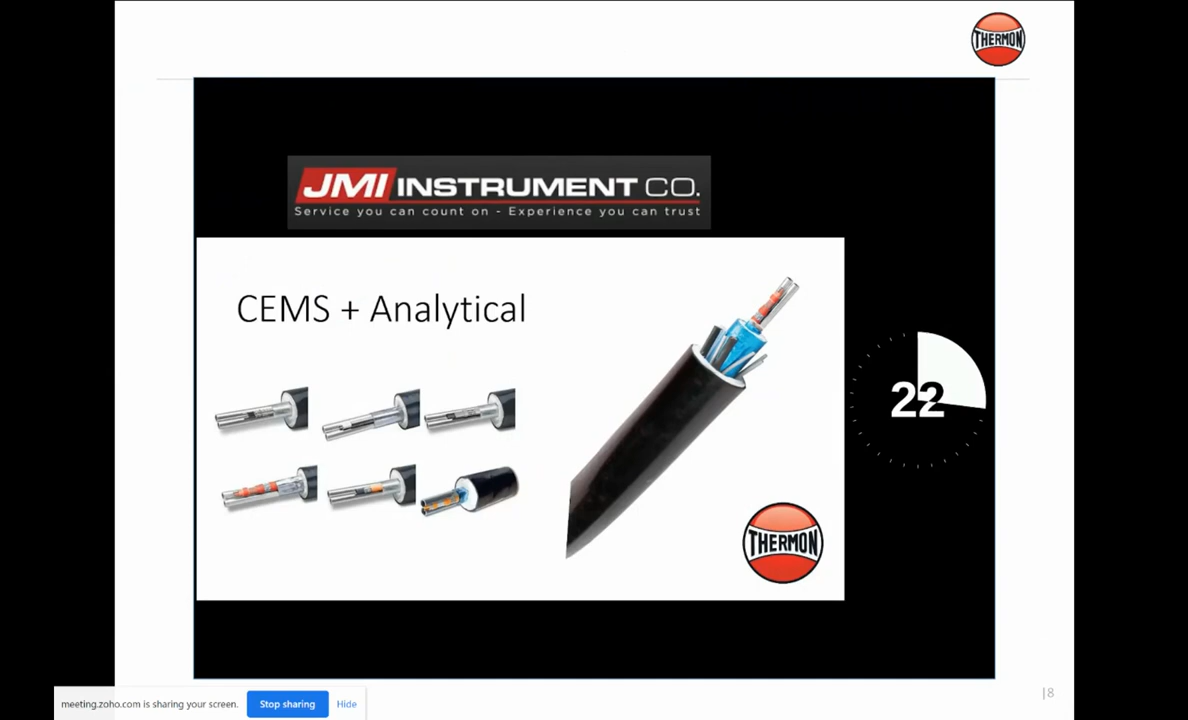 THERMON
JMI INSTRUMENT CO.
Service you can count on - Experience you can trust
CEMS + Analytical
22
THERMON
meeting.zoho.com is sharing your screen. Stop sharing Hide
|8